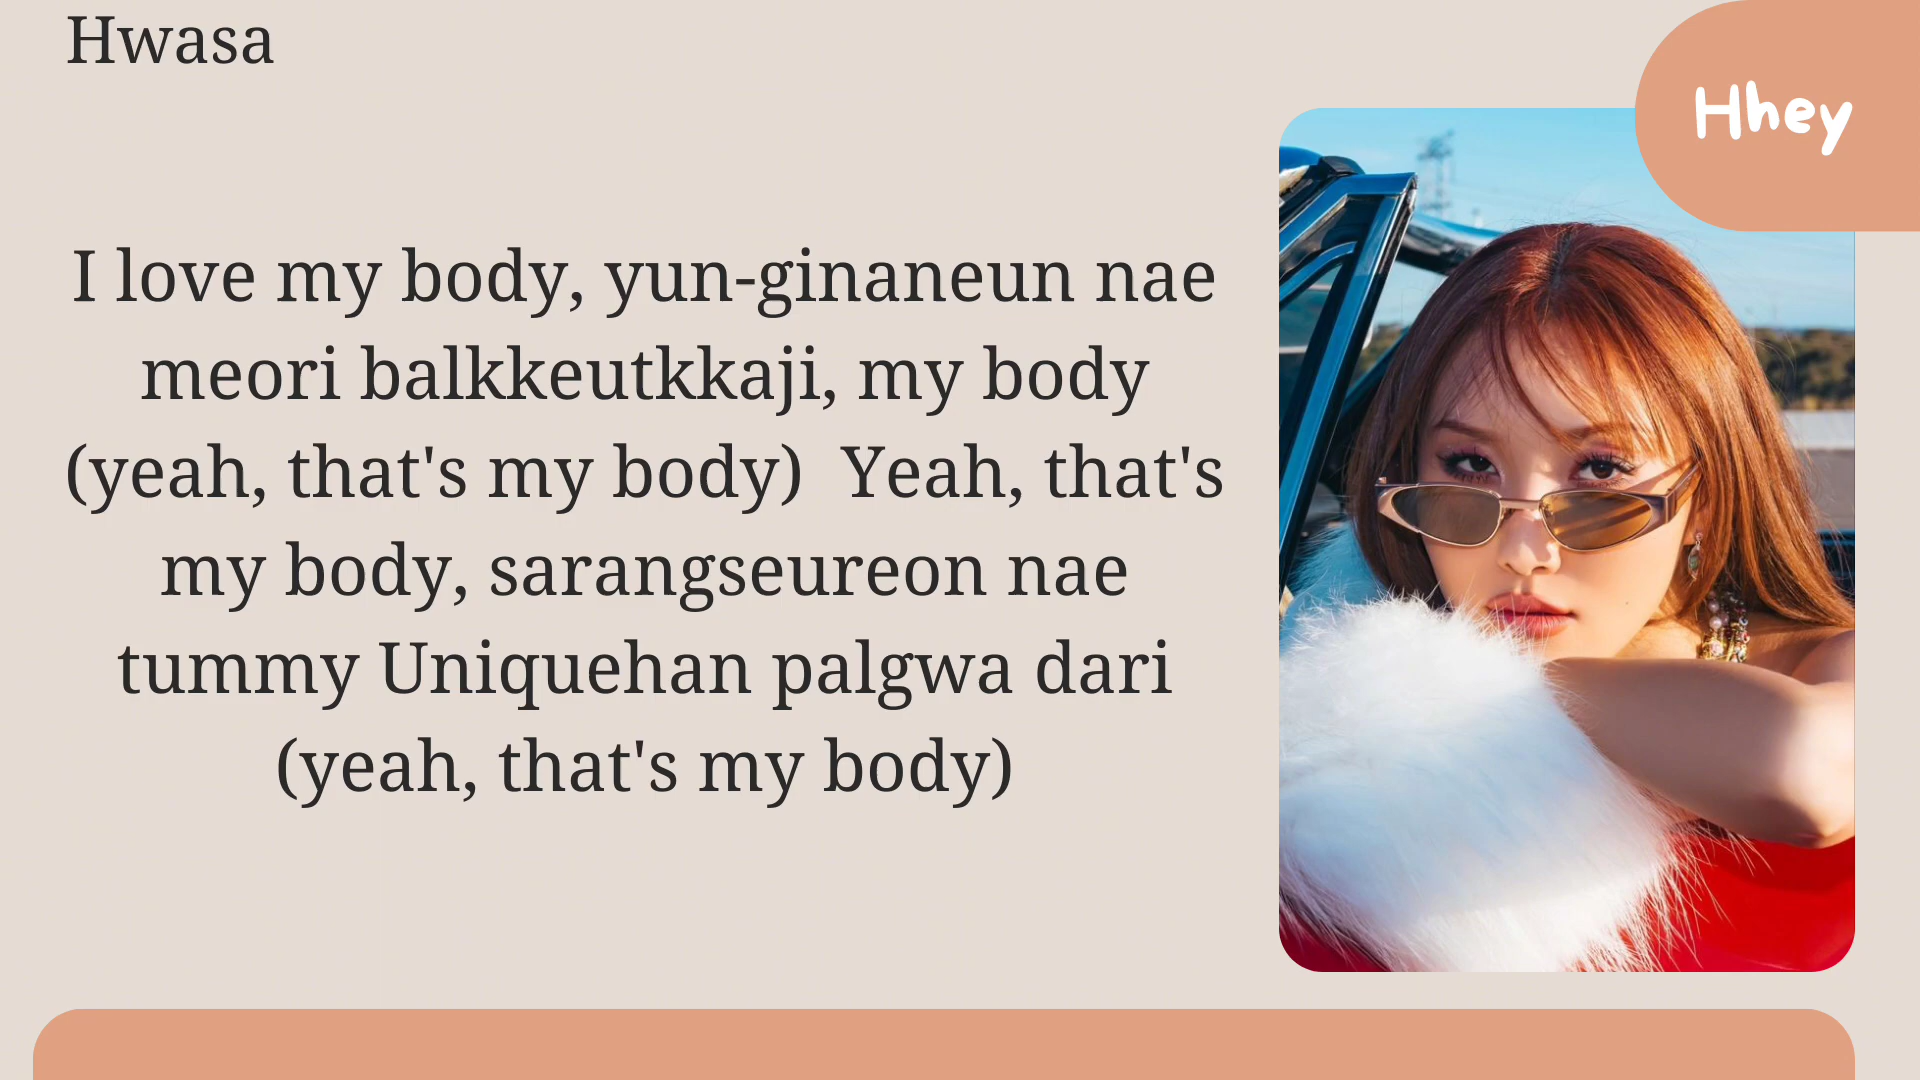 Hwasa
Hhey
I love my body, yun-ginaneun nae
meori balkkeutkkaji, my body
(yeah, that's my body)  Yeah, that's
my body, sarangseureon nae
tummy Uniquehan palgwa dari
(yeah, that's my body)